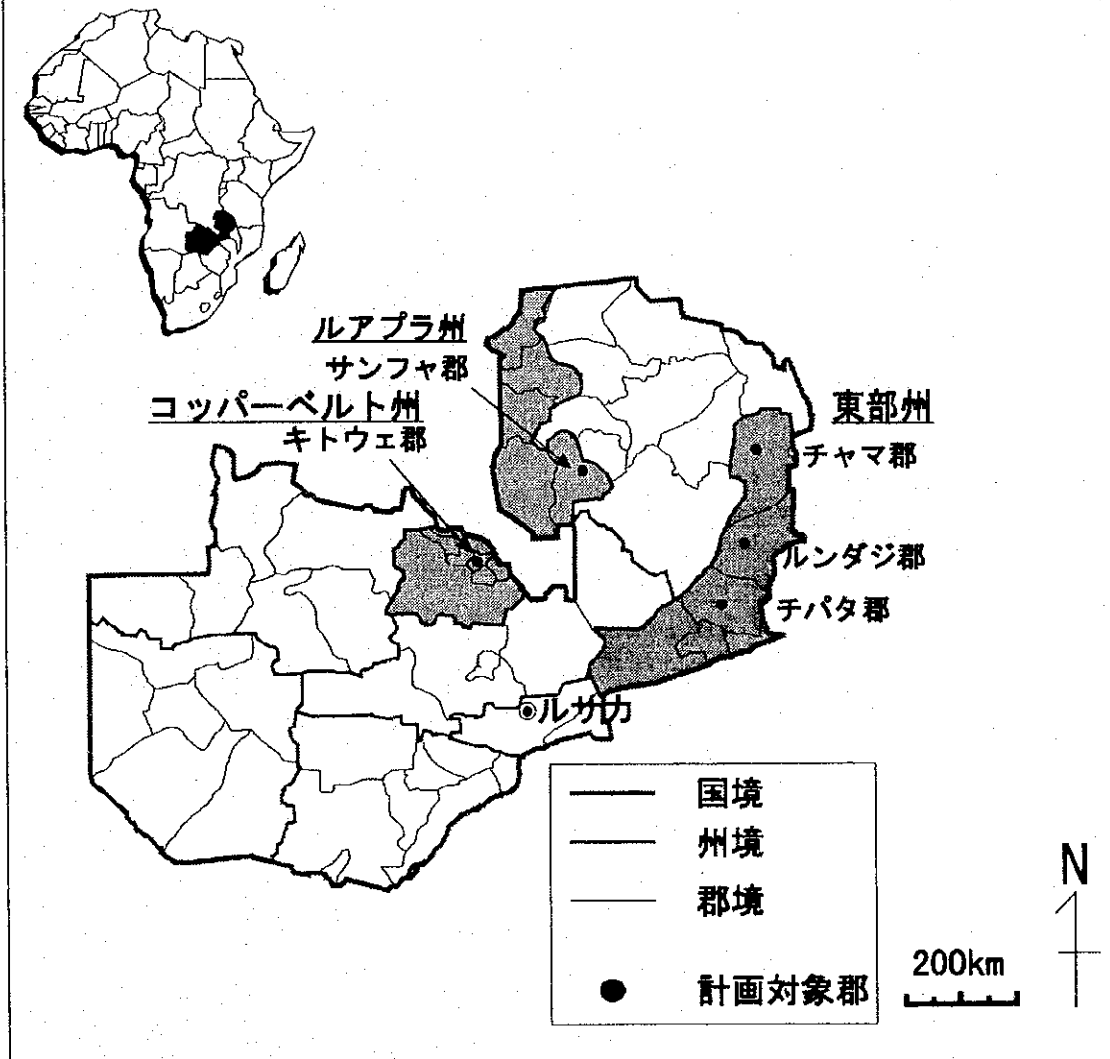 ルアプラ州
サンファ郡
コッパーベルト州
キトウェ郡
東部州
チャマ郡
ルンダジ郡
チパタ郡
ルサカ
国境
州境
郡境
計画対象郡
N
200km